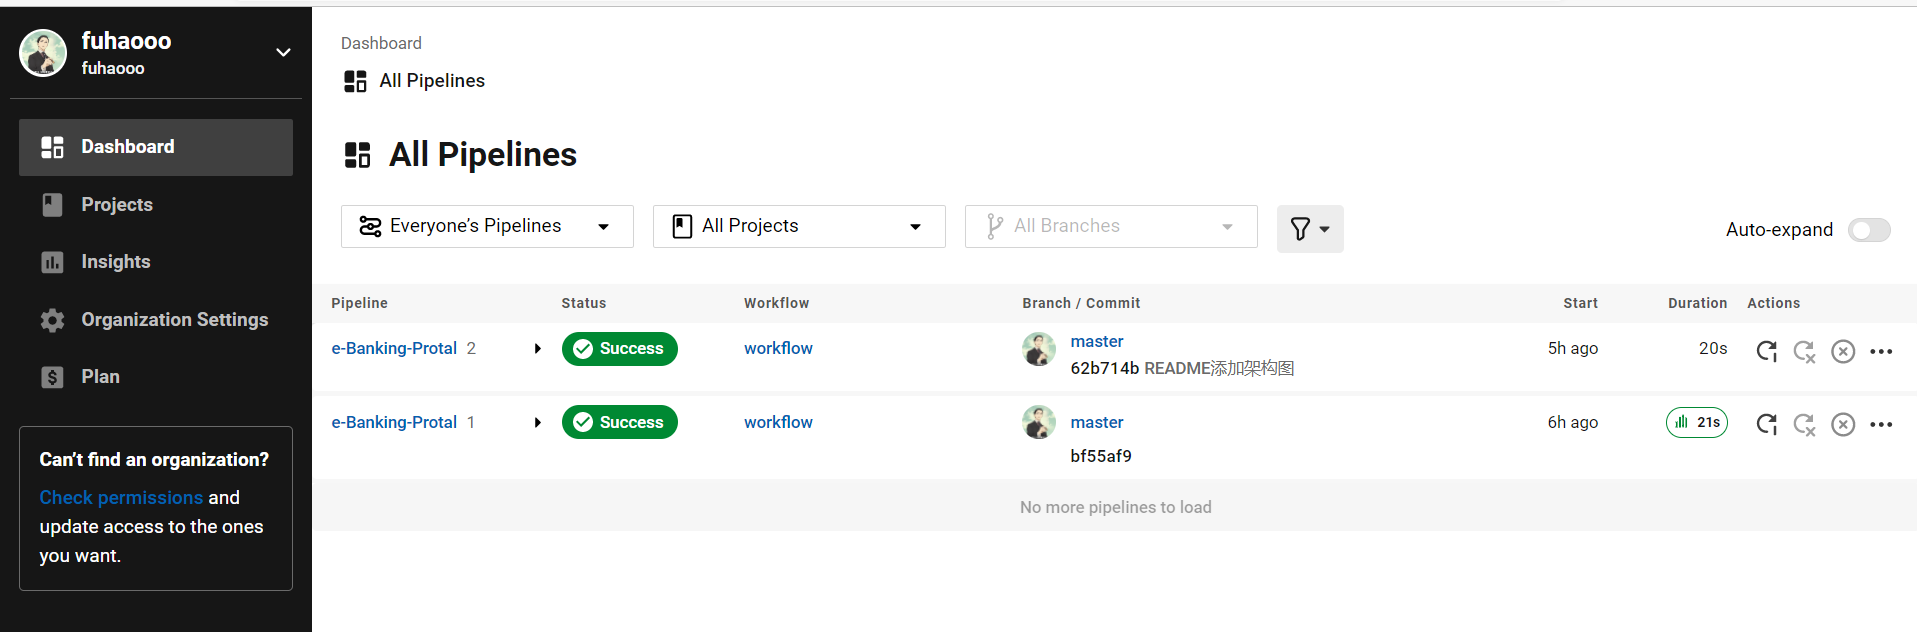 fuhaooo
fuhaooo
Dashboard
Projects
Insights
Organization Settings
Plan
Can’t find an organization?
Check permissions and
update access to the ones
you want.
Dashboard
All Pipelines
All Pipelines
Everyone’s Pipelines
All Projects
All Branches
Auto-expand
Pipeline Status Workflow Branch / Commit Start Duration Actions
e-Banking-Protal 2 Success workflow master 5h ago 20s
62b714b README添加架构图
e-Banking-Protal 1 Success workflow master 6h ago 21s
bf55af9
No more pipelines to load